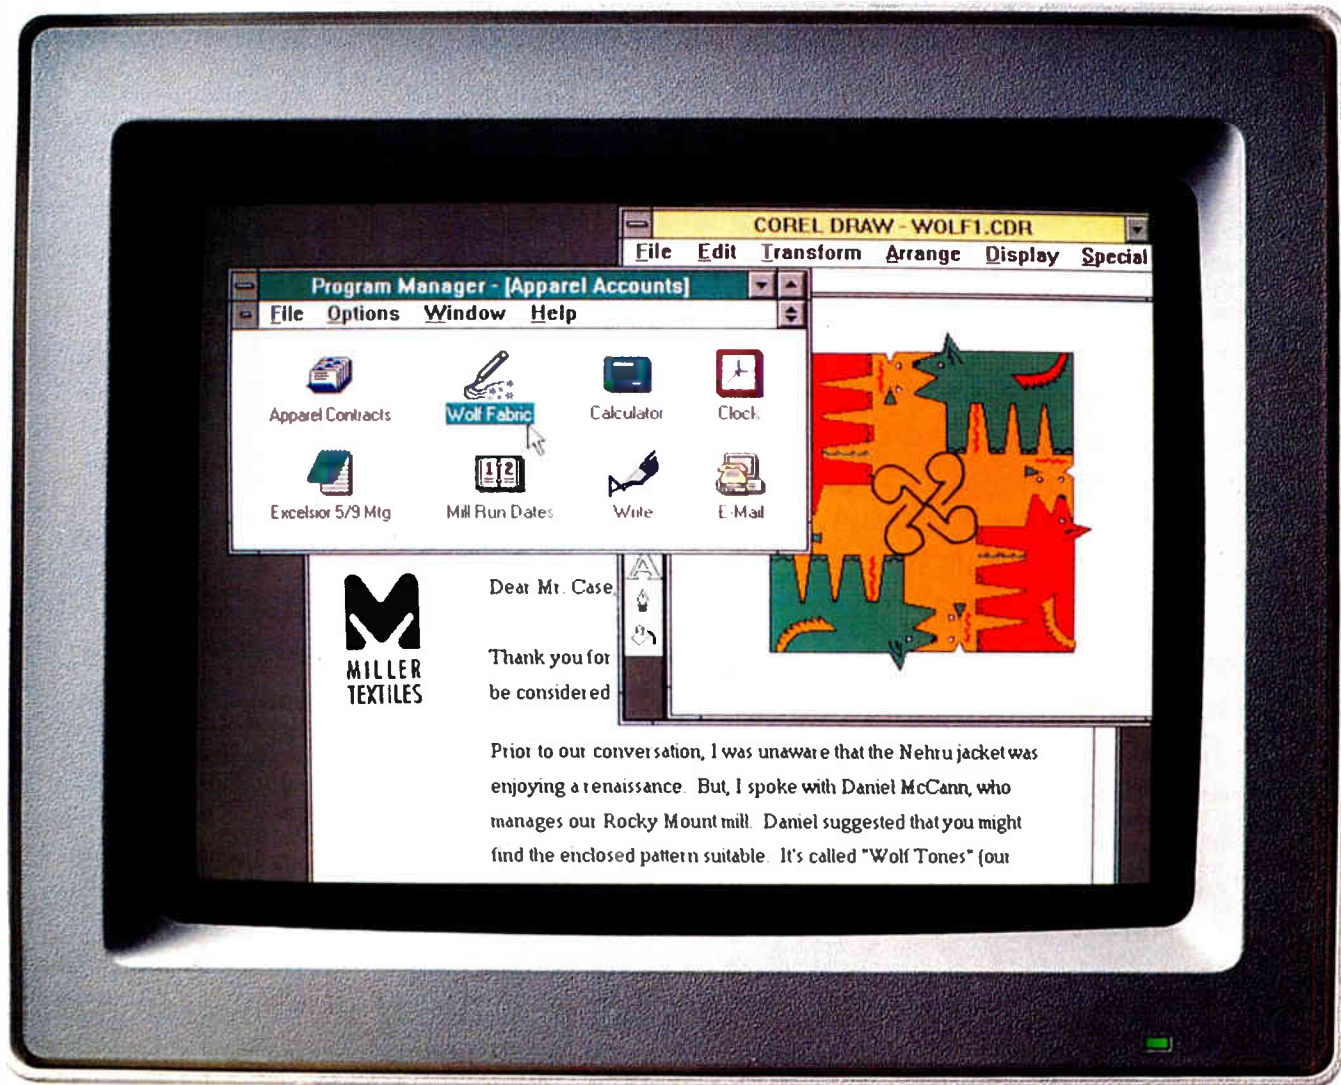 COREL DRAW - WOLF1.CDR
File Edit Transform Arrange Display Special
Program Manager - [Apparel Accounts]
File Options Window Help
Apparel Contracts
Wolf Fabric
Calculator
Clock
Excelsior 5/9 Mtg
12
Mill Run Dates
Write
E-Mail
A
MILLER
TEXTILES
Dear Mr. Case,
Thank you for
be considered
Prior to our conversation, I was unaware that the Nehru jacket was
enjoying a renaissance. But, I spoke with Daniel McCann, who
manages our Rocky Mount mill. Daniel suggested that you might
find the enclosed pattern suitable. It's called "Wolf Tones" (our